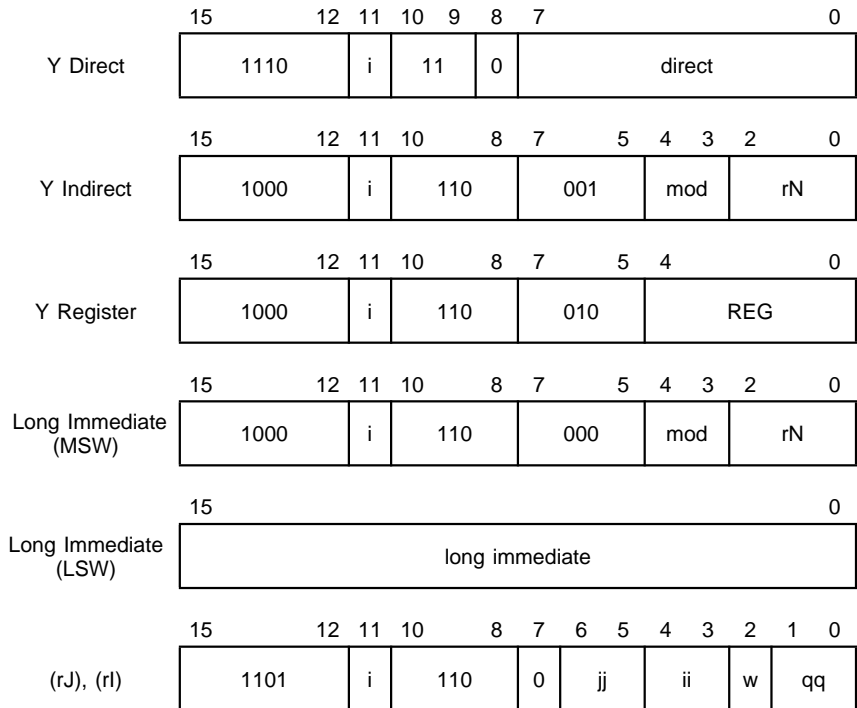 15 12 11 10 9 8 7 0
Y Direct 1110 i 11 0 direct
15 12 11 10 8 7 5 4 3 2 0
Y Indirect 1000 i 110 001 mod rN
15 12 11 10 8 7 5 4 0
Y Register 1000 i 110 010 REG
15 12 11 10 8 7 5 4 3 2 0
Long Immediate
(MSW) 1000 i 110 000 mod rN
15 0
Long Immediate
(LSW) long immediate
15 12 11 10 8 7 6 5 4 3 2 1 0
(rJ), (rI) 1101 i 110 0 jj ii w qq